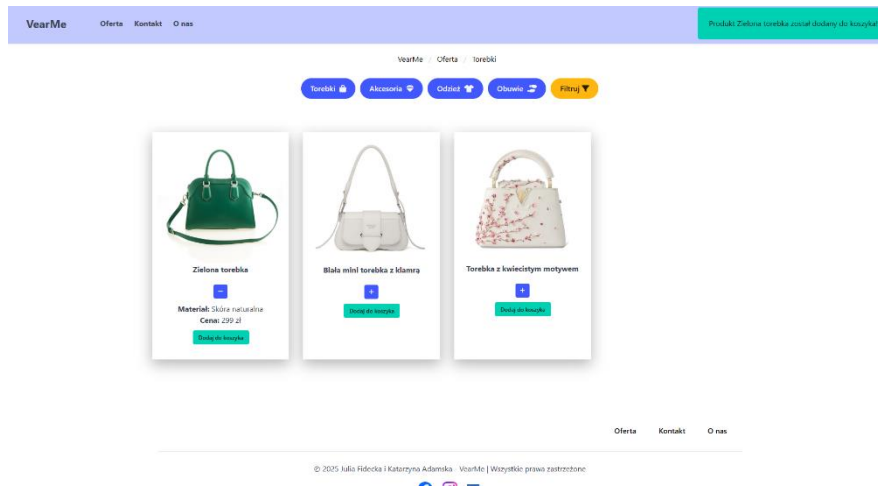 VearMe Oferta Kontakt O nas
Produkt Zielona torebka został dodany do koszyka!
VearMe / Oferta / Torebki
Torebki Akcesoria Odzież Obuwie Filtruj
Zielona torebka
Materiał: Skóra naturalna
Cena: 299 zł
Dodaj do koszyka
Biała mini torebka z klamrą
+
Dodaj do koszyka
Torebka z kwiecistym motywem
+
Dodaj do koszyka
Oferta Kontakt O nas
© 2025 Julia Fidecka i Katarzyna Adamska - VearMe | Wszystkie prawa zastrzeżone